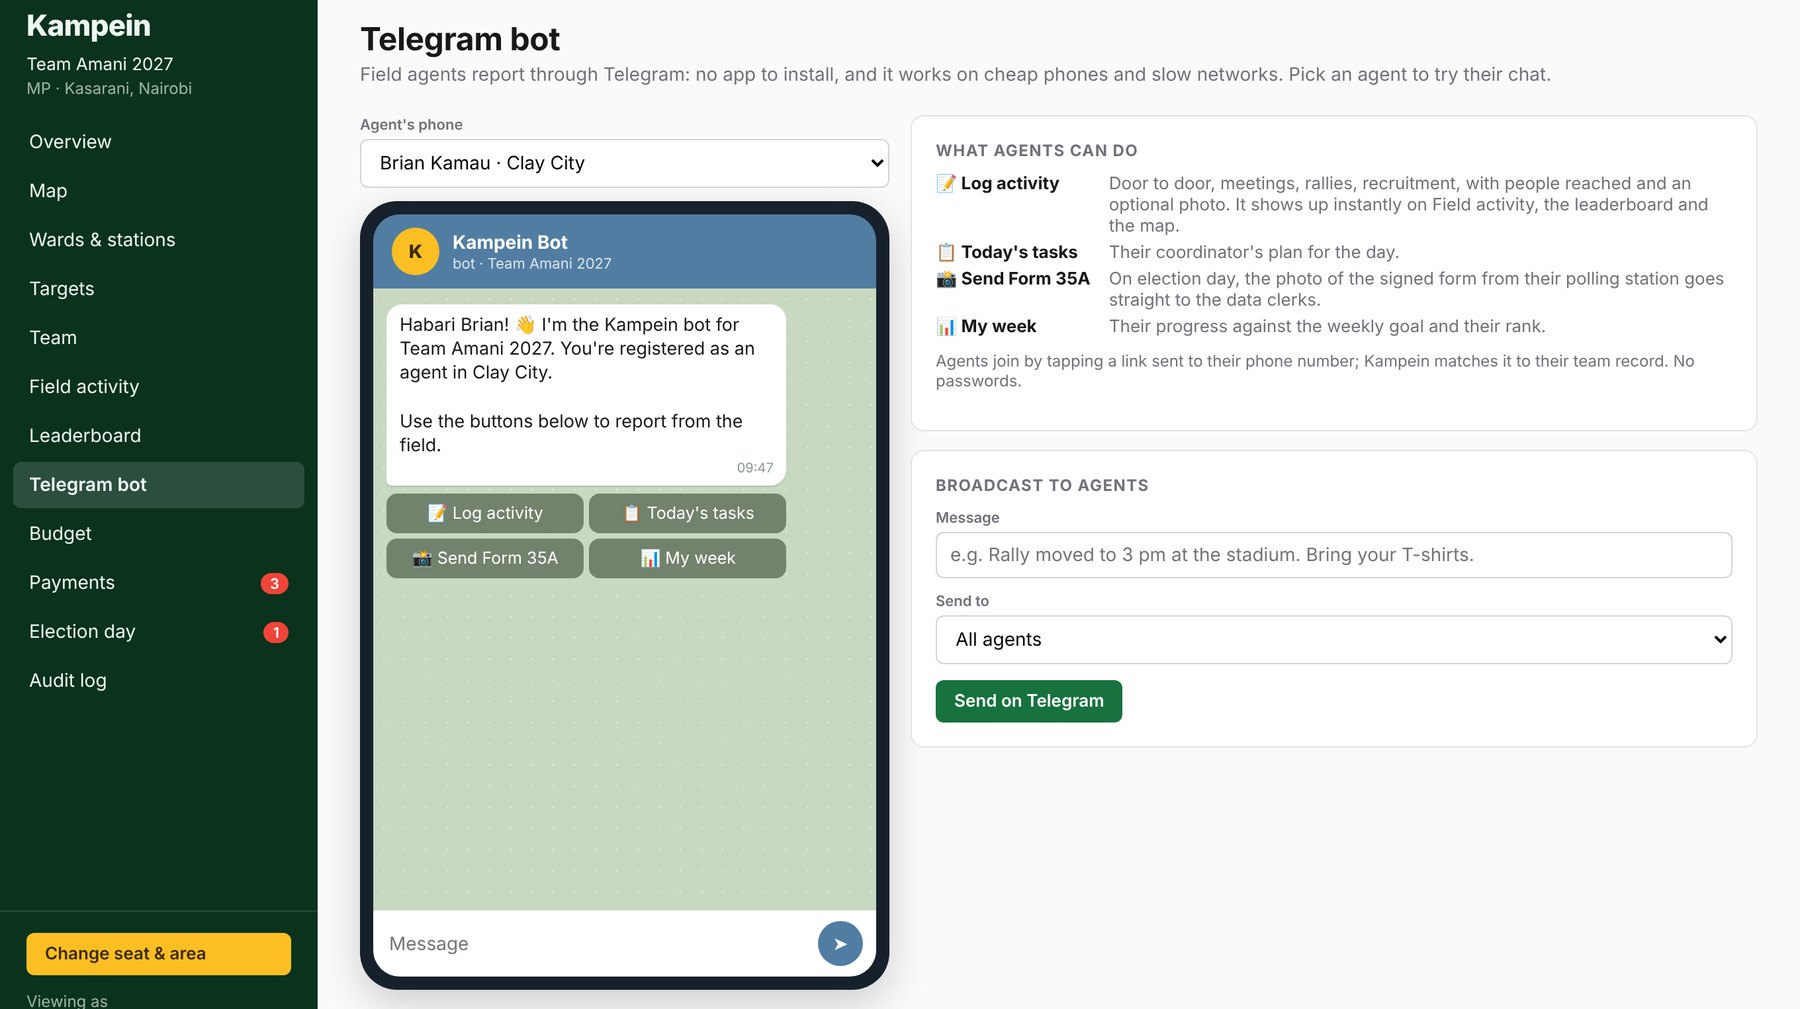 Kampein
Team Amani 2027
MP · Kasarani, Nairobi
Overview
Map
Wards & stations
Targets
Team
Field activity
Leaderboard
Telegram bot
Budget
Payments 3
Election day 1
Audit log
Change seat & area
Viewing as
Telegram bot
Field agents report through Telegram: no app to install, and it works on cheap phones and slow networks. Pick an agent to try their chat.
Agent's phone
Brian Kamau · Clay City
K
Kampein Bot
bot · Team Amani 2027
Habari Brian! 👋 I'm the Kampein bot for
Team Amani 2027. You're registered as an
agent in Clay City.
Use the buttons below to report from the
field.
09:47
📝 Log activity
📋 Today's tasks
📸 Send Form 35A
📊 My week
Message
WHAT AGENTS CAN DO
📝 Log activity
Door to door, meetings, rallies, recruitment, with people reached and an
optional photo. It shows up instantly on Field activity, the leaderboard and
the map.
📋 Today's tasks
Their coordinator's plan for the day.
📸 Send Form 35A
On election day, the photo of the signed form from their polling station goes
straight to the data clerks.
📊 My week
Their progress against the weekly goal and their rank.
Agents join by tapping a link sent to their phone number; Kampein matches it to their team record. No
passwords.
BROADCAST TO AGENTS
Message
e.g. Rally moved to 3 pm at the stadium. Bring your T-shirts.
Send to
All agents
Send on Telegram